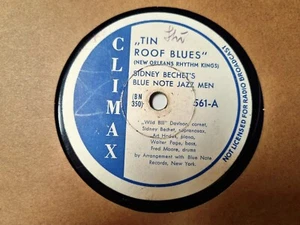 CLIMAX
„TIN
ROOF BLUES"
(NEW ORLEANS RHYTHM KINGS)
SIDNEY BECHET'S
BLUE NOTE JAZZ MEN
(BN
350)
561-A
„Wild Bill" Davison, cornet,
Sidney Bechet, sopransax,
Art Hodes, piano,
Walter Page, bass,
Fred Moore, drums
by Arrangement with Blue Note
Records, New York.
NOT LICENSED FOR RADIO BROADCAST